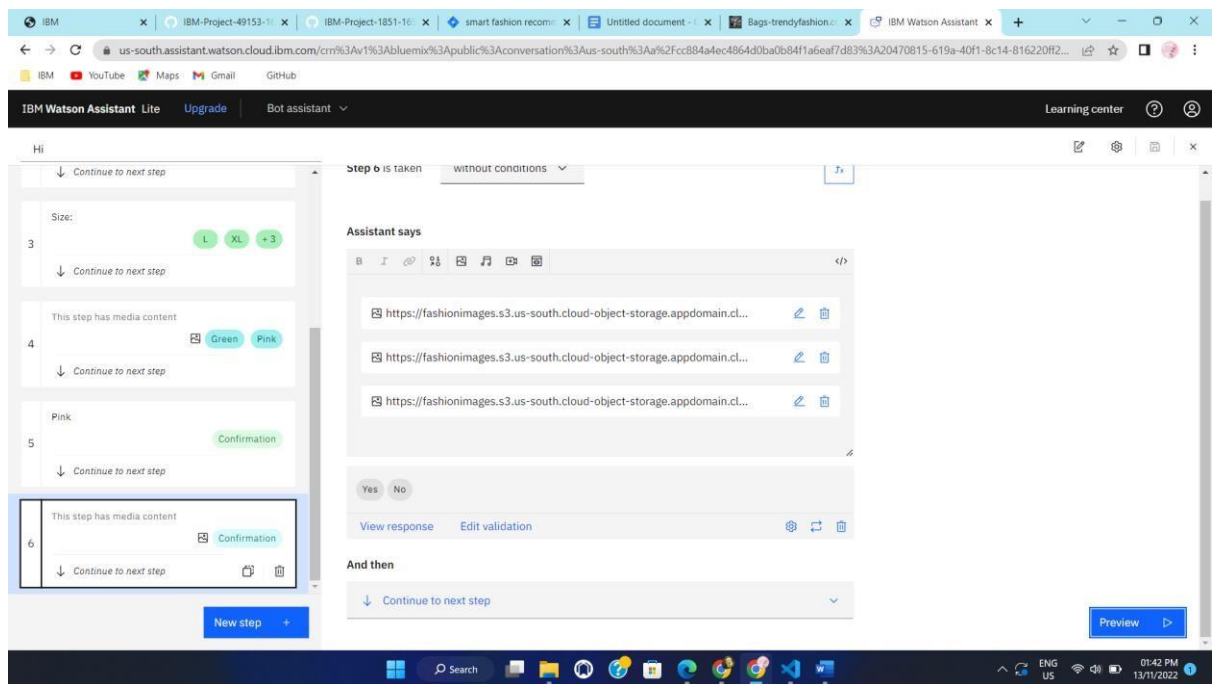 IBM
IBM-Project-49153-1
IBM-Project-1851-16
smart fashion recom
Untitled document -
Bags-trendyfashion.c
IBM Watson Assistant
us-south.assistant.watson.cloud.ibm.com/crn%3Av1%3Abluemix%3Apublic%3Aconversation%3Aus-south%3Aa%2Fcc884a4ec4864d0ba0b84f1a6eaf7d83%3A20470815-619a-40f1-8c14-816220ff2...
IBM YouTube Maps Gmail GitHub
IBM Watson Assistant Lite Upgrade Bot assistant Learning center
Hi
Continue to next step
Size:
3
L XL +3
Continue to next step
This step has media content
4
Green Pink
Continue to next step
Pink
5
Confirmation
Continue to next step
This step has media content
6
Confirmation
Continue to next step
New step +
Step 6 is taken without conditions
fx
Assistant says
B I </>
https://fashionimages.s3.us-south.cloud-object-storage.appdomain.cl...
https://fashionimages.s3.us-south.cloud-object-storage.appdomain.cl...
https://fashionimages.s3.us-south.cloud-object-storage.appdomain.cl...
Yes No
View response Edit validation
And then
Continue to next step
Preview
Search
ENG
US
01:42 PM
13/11/2022
1